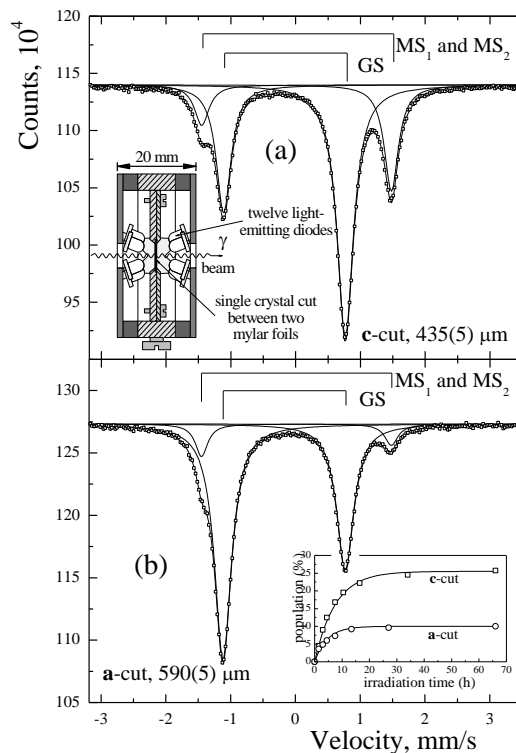 Counts, 10⁴
120
115
110
105
100
95
MS₁ and MS₂
GS
(a)
20 mm
twelve light-
emitting diodes
γ
beam
single crystal cut
between two
mylar foils
c-cut, 435(5) μm
130
125
120
115
110
105
MS₁ and MS₂
GS
(b)
a-cut, 590(5) μm
population (%)
30
25
20
15
10
5
0
c-cut
a-cut
0 10 20 30 40 50 60 70
irradiation time (h)
-3 -2 -1 0 1 2 3
Velocity, mm/s